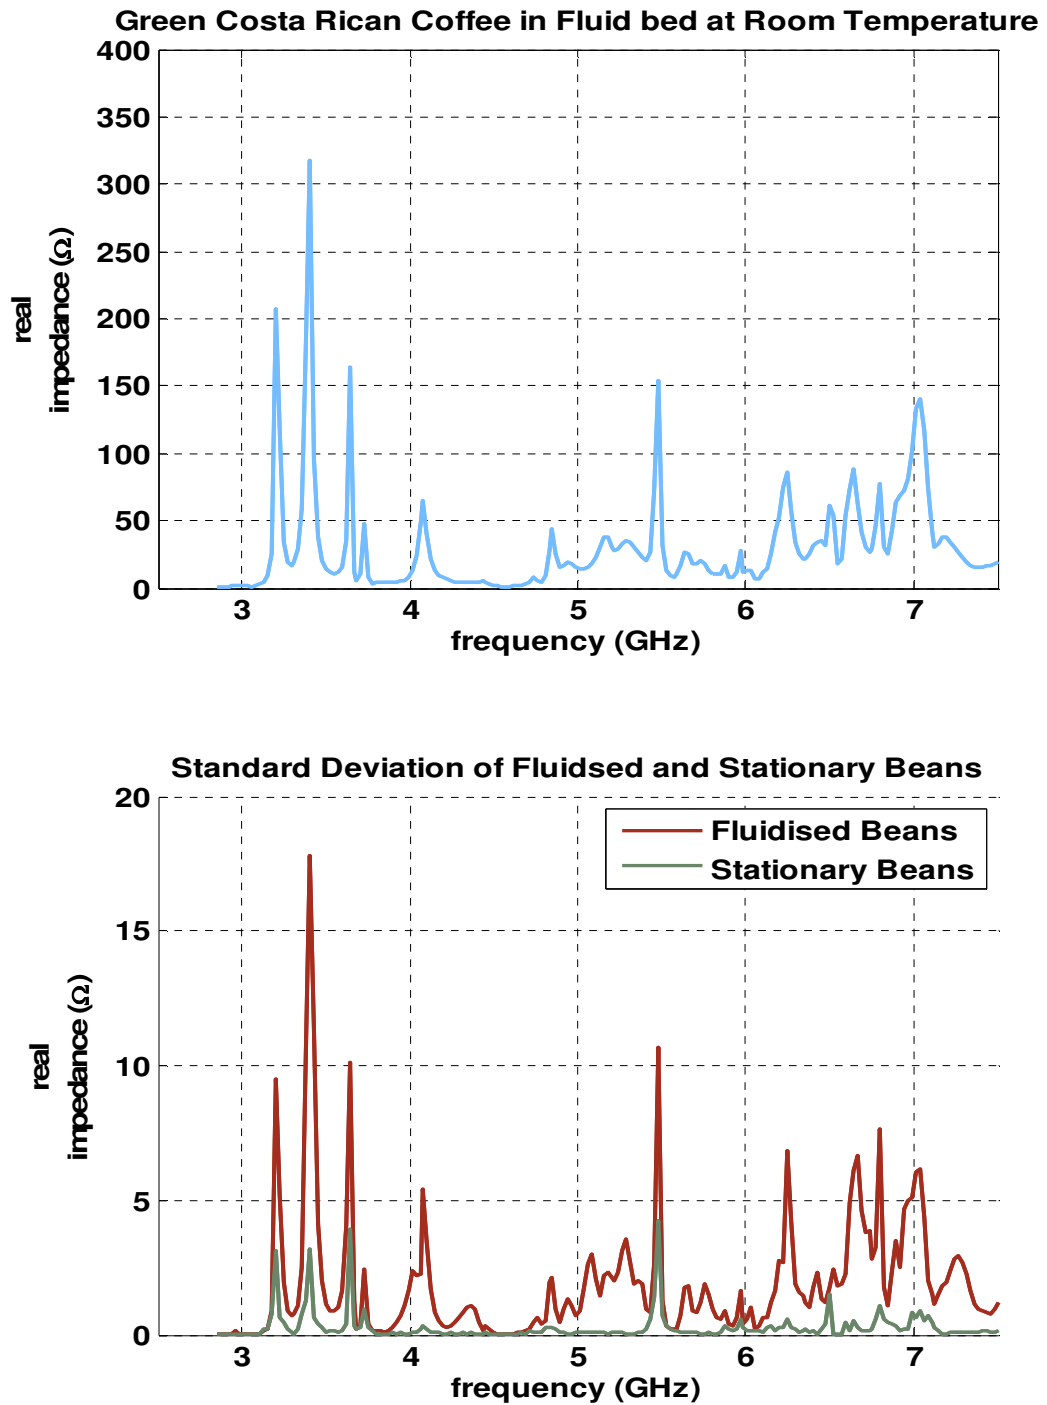 Green Costa Rican Coffee in Fluid bed at Room Temperature
400
350
300
250
200
150
100
50
0
real
impedance (Ω)
3 4 5 6 7
frequency (GHz)
Standard Deviation of Fluidsed and Stationary Beans
20
15
10
5
0
real
impedance (Ω)
Fluidised Beans
Stationary Beans
3 4 5 6 7
frequency (GHz)